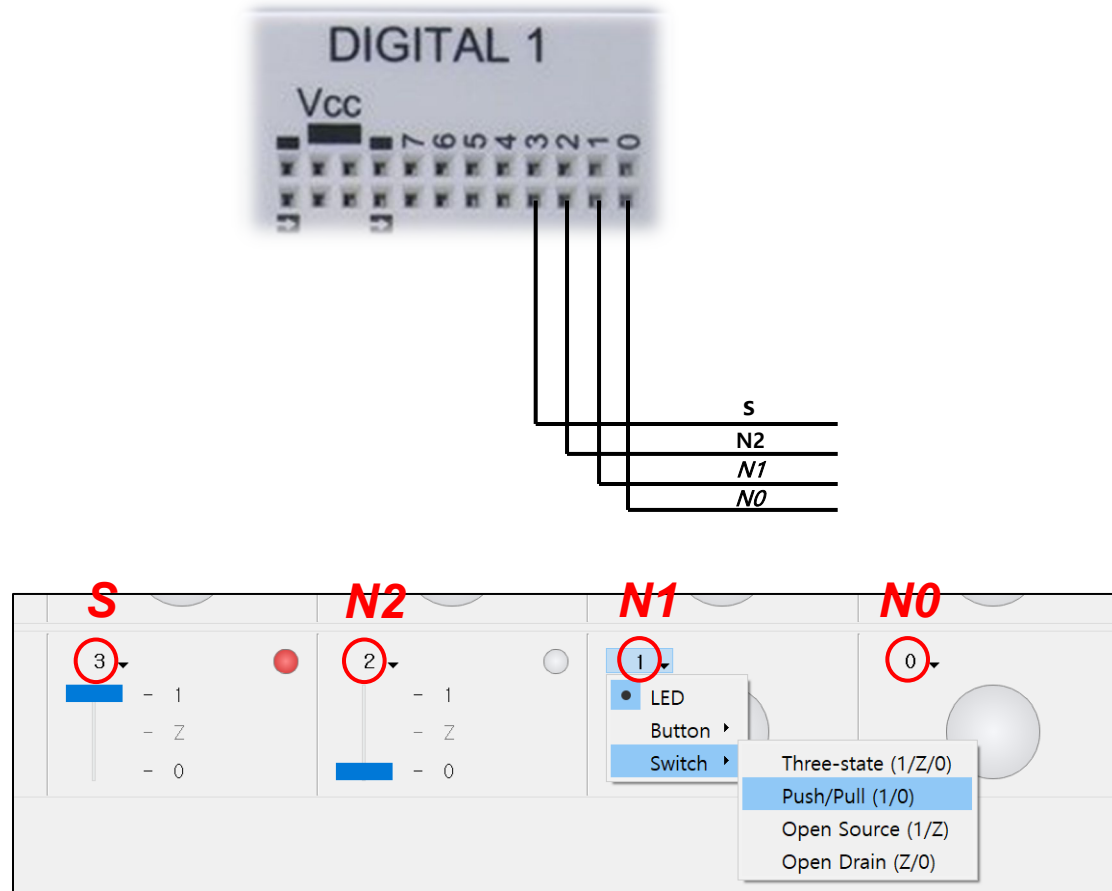 DIGITAL 1
Vcc
7 6 5 4 3 2 1 0
S
N2
N1
N0
S N2 N1 N0
3 2 1 0
1 1 LED
Z Z Button
0 0 Switch Three-state (1/Z/0)
Push/Pull (1/0)
Open Source (1/Z)
Open Drain (Z/0)